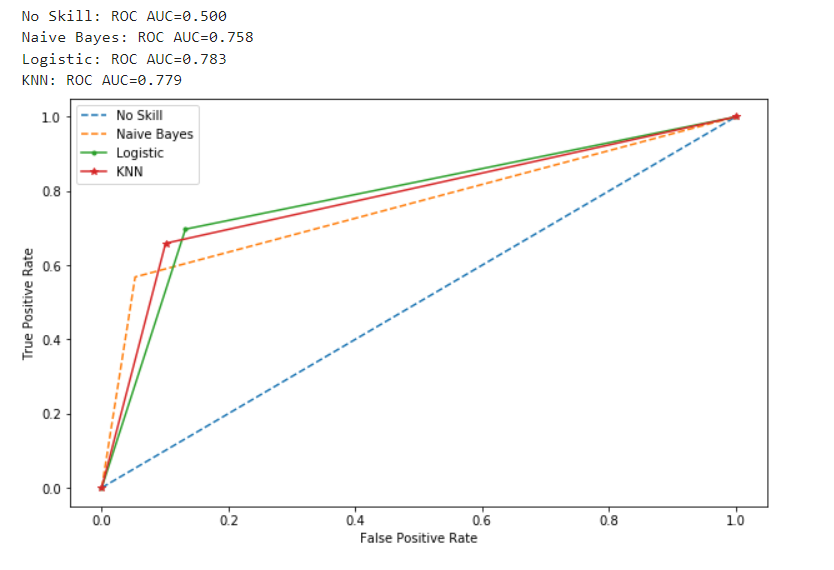 No Skill: ROC AUC=0.500
Naive Bayes: ROC AUC=0.758
Logistic: ROC AUC=0.783
KNN: ROC AUC=0.779
No Skill
Naive Bayes
Logistic
KNN
1.0
0.8
0.6
0.4
0.2
0.0
True Positive Rate
0.0 0.2 0.4 0.6 0.8 1.0
False Positive Rate